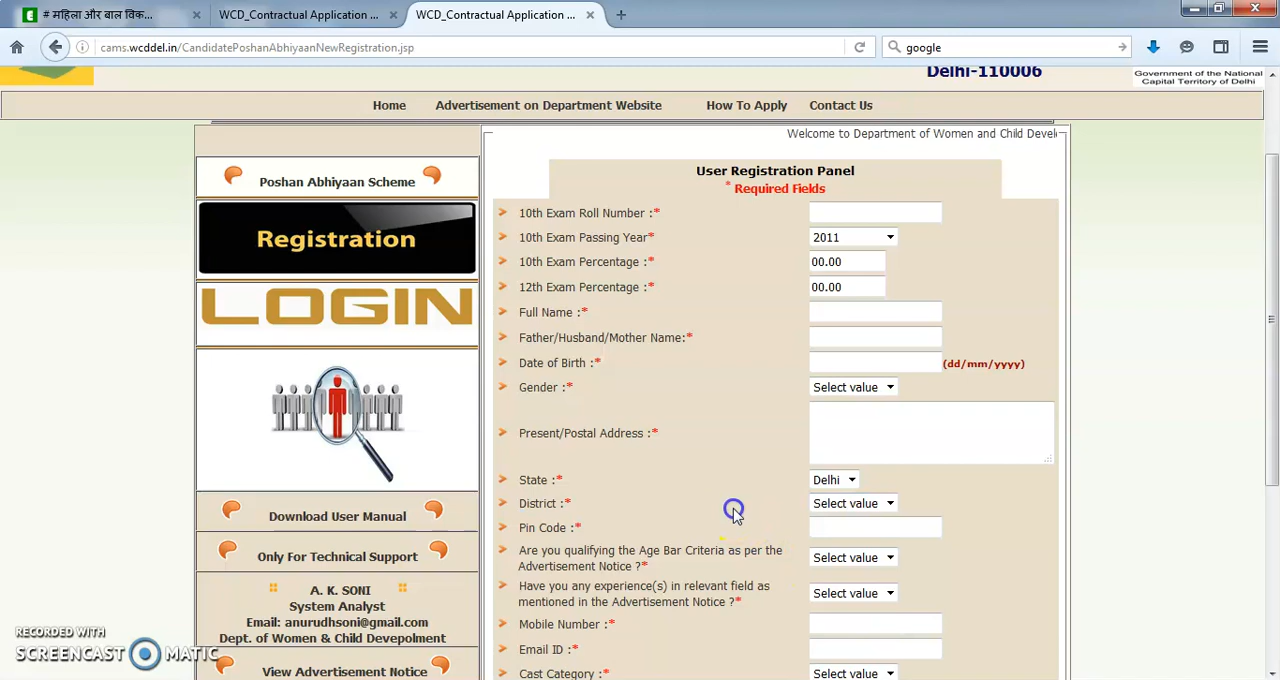 # महिला और बाल विक...
WCD_Contractual Application ...
WCD_Contractual Application ...
cams.wcddel.in/CandidatePoshanAbhiyaanNewRegistration.jsp
google
Delhi-110006
Government of the National
Capital Territory of Delhi
Home
Advertisement on Department Website
How To Apply
Contact Us
Welcome to Department of Women and Child Devel
Poshan Abhiyaan Scheme
Registration
LOGIN
Download User Manual
Only For Technical Support
A. K. SONI
System Analyst
Email: anurudhsoni@gmail.com
Dept. of Women & Child Devepolment
View Advertisement Notice
User Registration Panel
* Required Fields
10th Exam Roll Number :*
10th Exam Passing Year* 2011
10th Exam Percentage :* 00.00
12th Exam Percentage :* 00.00
Full Name :*
Father/Husband/Mother Name:*
Date of Birth :* (dd/mm/yyyy)
Gender :* Select value
Present/Postal Address :*
State :* Delhi
District :* Select value
Pin Code :*
Are you qualifying the Age Bar Criteria as per the
Advertisement Notice ?* Select value
Have you any experience(s) in relevant field as
mentioned in the Advertisement Notice ?* Select value
Mobile Number :*
Email ID :*
Cast Category :* Select value
RECORDED WITH
SCREENCAST MATIC